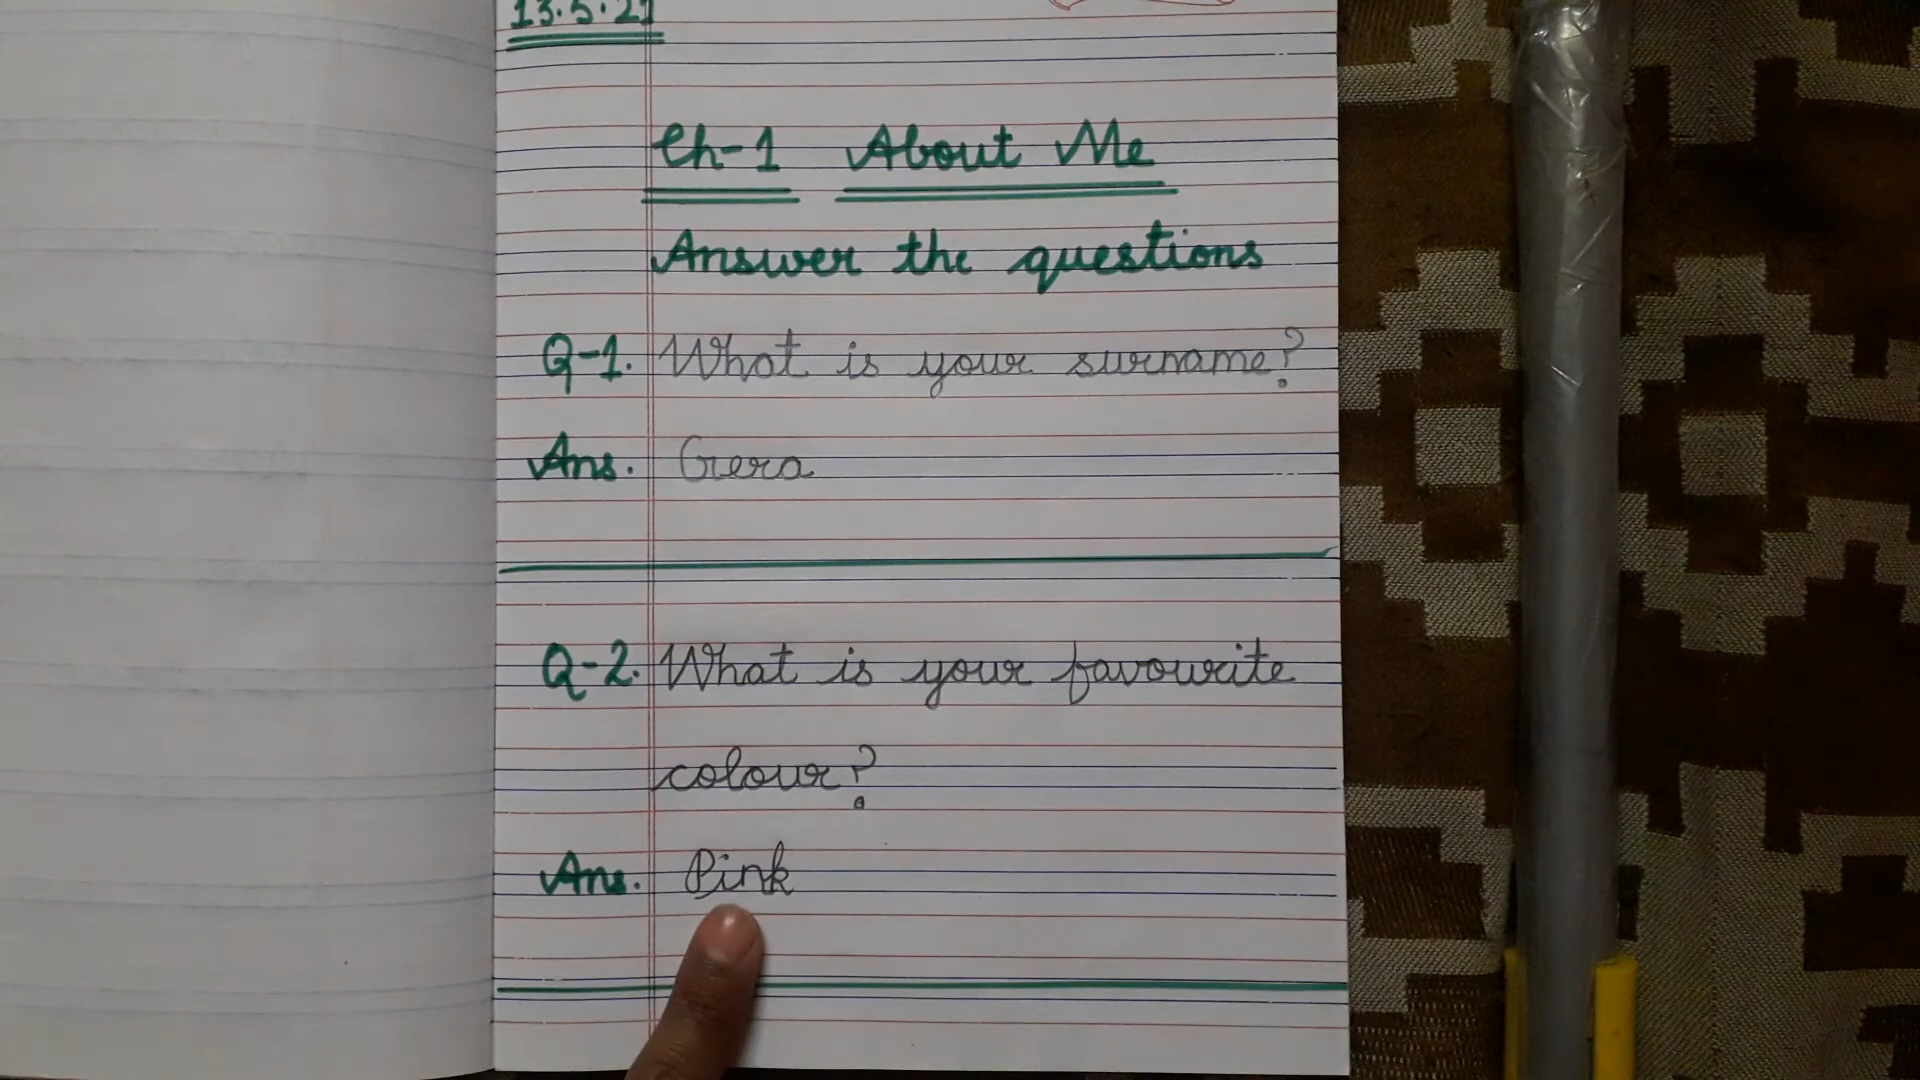 13.5.21
Ch-1 About Me
Answer the questions
Q-1. What is your surname?
Ans. Gera
Q-2. What is your favourite
colour?
Ans. Pink